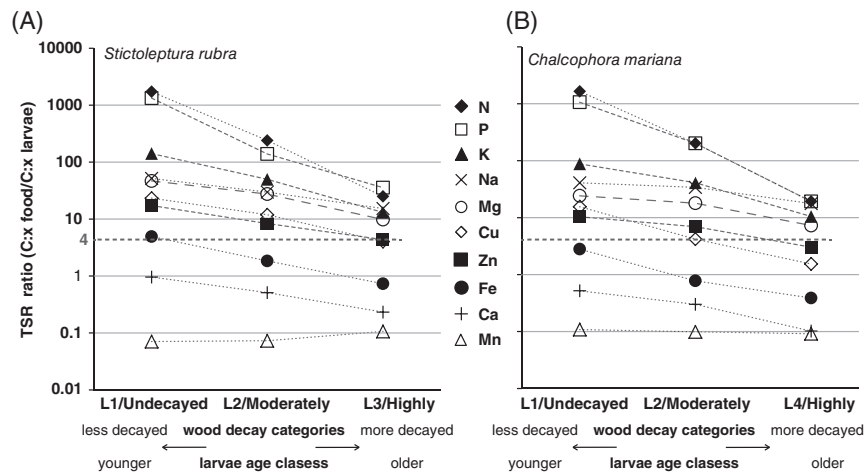 (A)
(B)
Stictoleptura rubra
Chalcophora mariana
TSR ratio (C:x food/C:x larvae)
10000
1000
100
10
4
1
0.1
0.01
N
P
K
Na
Mg
Cu
Zn
Fe
Ca
Mn
L1/Undecayed L2/Moderately L3/Highly
less decayed wood decay categories more decayed
younger larvae age clasess older
L1/Undecayed L2/Moderately L4/Highly
less decayed wood decay categories more decayed
younger larvae age clasess older